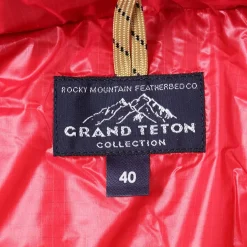 ROCKY MOUNTAIN FEATHERBED CO.
GRAND TETON
COLLECTION
40